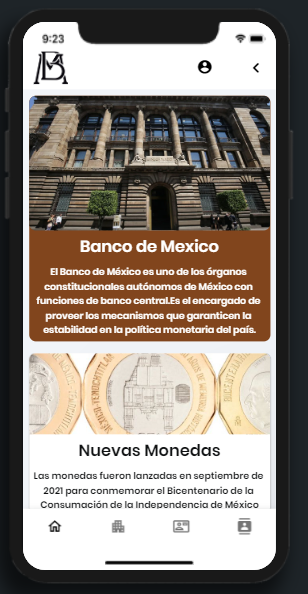 9:23
BM
Banco de Mexico
El Banco de México es uno de los órganos
constitucionales autónomos de México con
funciones de banco central.Es el encargado de
proveer los mecanismos que garanticen la
estabilidad en la política monetaria del país.
BICENTENARIO
Nuevas Monedas
Las monedas fueron lanzadas en septiembre de
2021 para conmemorar el Bicentenario de la
Consumación de la Independencia de México